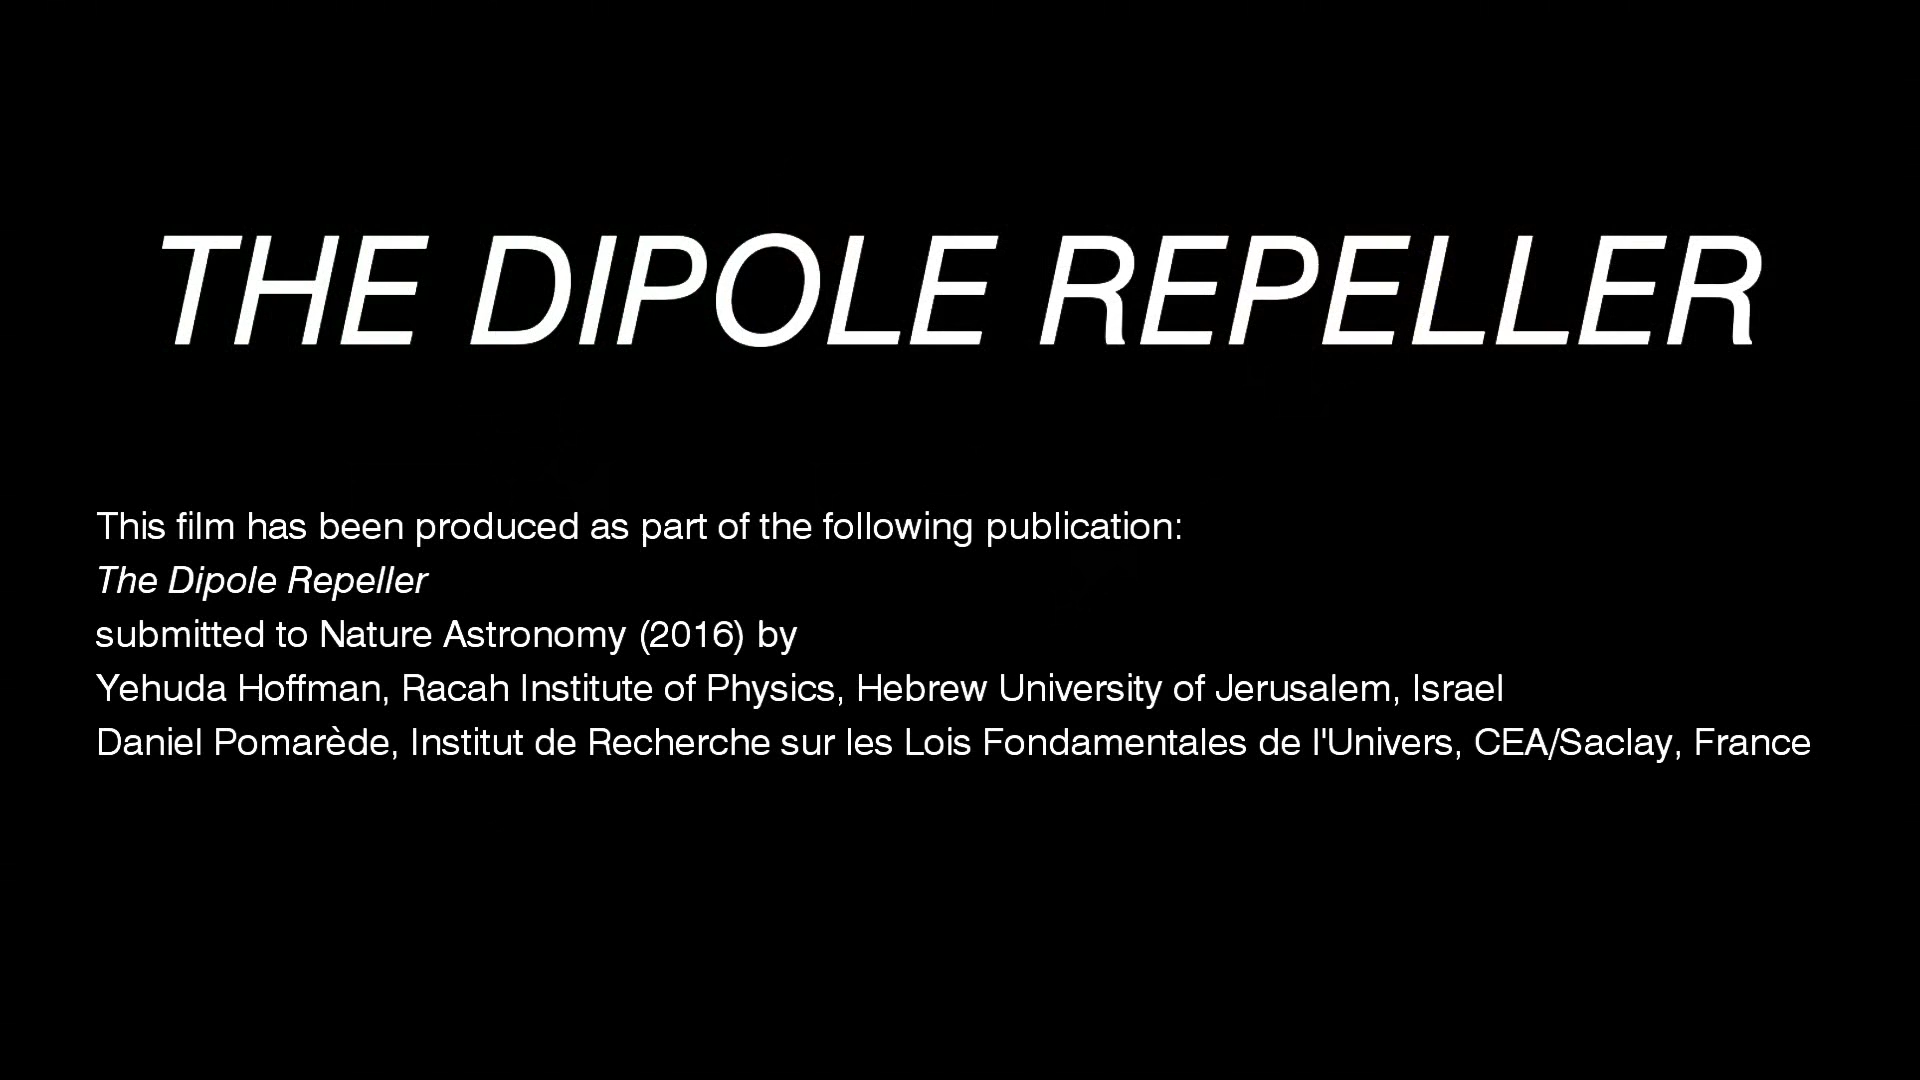 THE DIPOLE REPELLER
This film has been produced as part of the following publication:
The Dipole Repeller
submitted to Nature Astronomy (2016) by
Yehuda Hoffman, Racah Institute of Physics, Hebrew University of Jerusalem, Israel
Daniel Pomarède, Institut de Recherche sur les Lois Fondamentales de l'Univers, CEA/Saclay, France